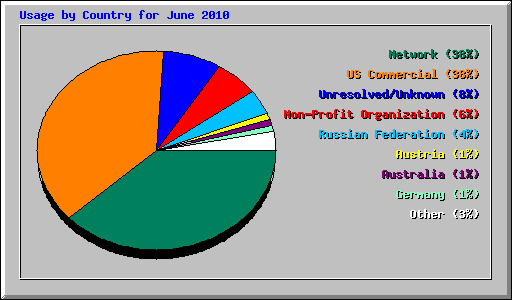 Usage by Country for June 2010
Network (38%)
US Commercial (38%)
Unresolved/Unknown (8%)
Non-Profit Organization (6%)
Russian Federation (4%)
Austria (1%)
Australia (1%)
Germany (1%)
Other (3%)